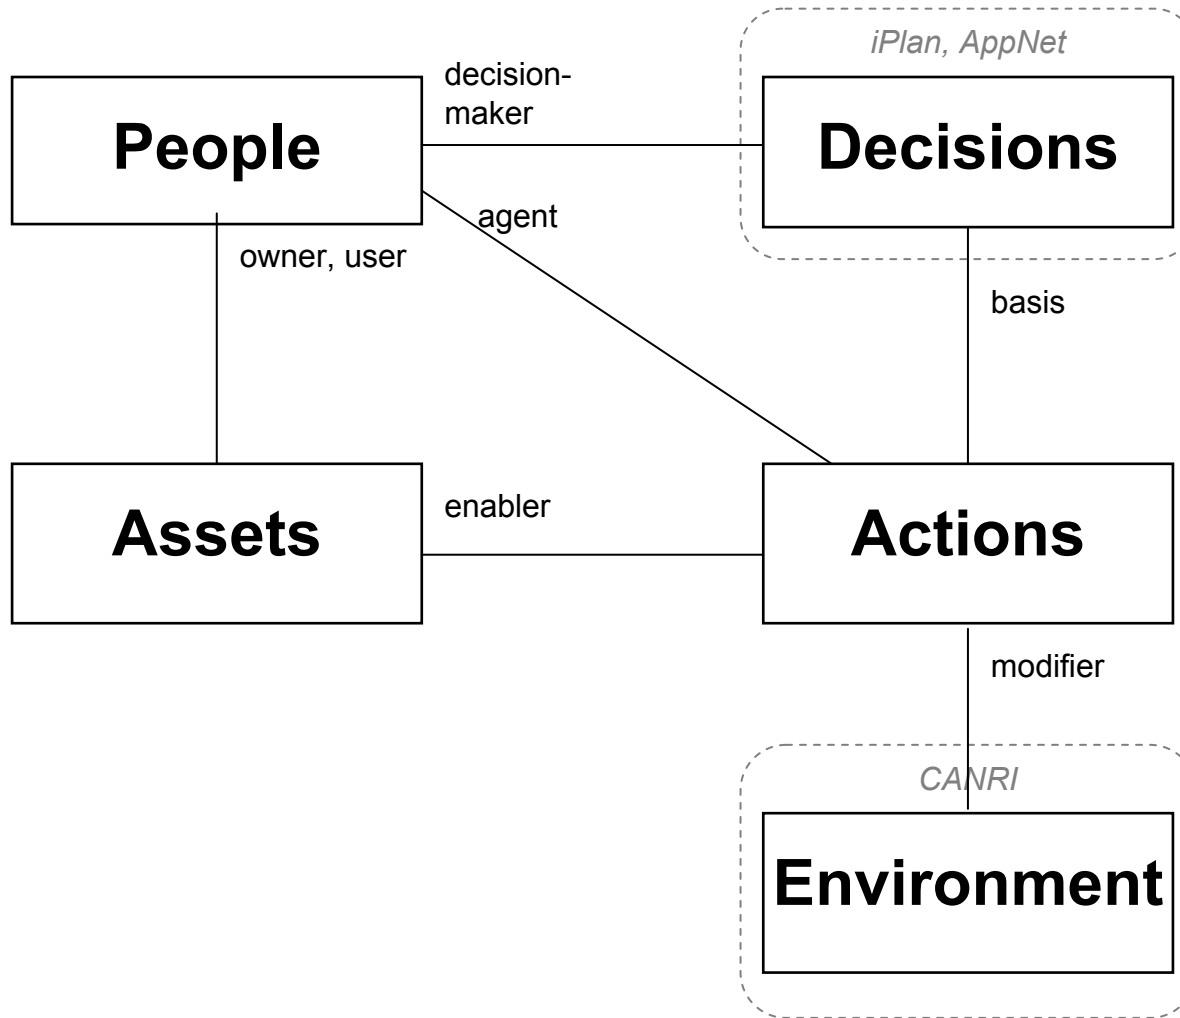 iPlan, AppNet
decision-
maker
People
Decisions
agent
owner, user
basis
Assets
enabler
Actions
modifier
CANRI
Environment